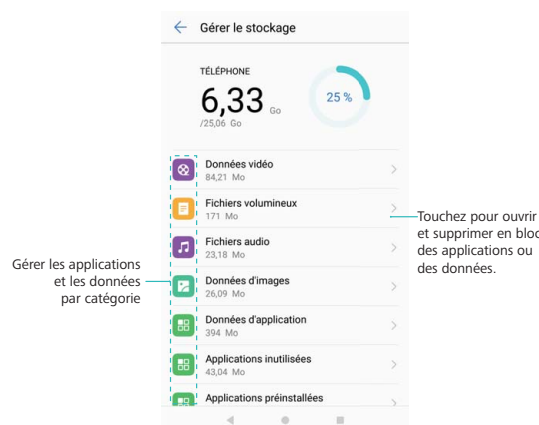 Gérer le stockage
TÉLÉPHONE
6,33 Go
/25,06 Go
25 %
Données vidéo
84,21 Mo
Fichiers volumineux
171 Mo
Fichiers audio
23,18 Mo
Données d'images
26,09 Mo
Données d'application
394 Mo
Applications inutilisées
43,04 Mo
Applications préinstallées
Gérer les applications
et les données
par catégorie
Touchez pour ouvrir
et supprimer en bloc
des applications ou
des données.